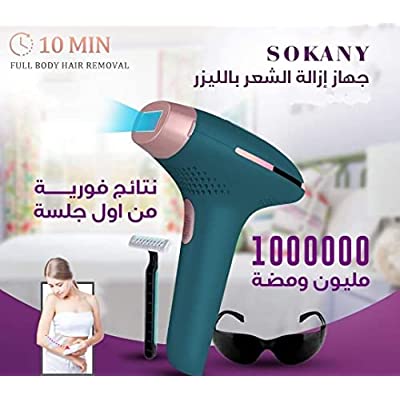 10 MIN
FULL BODY HAIR REMOVAL
SOKANY
جهاز إزالة الشعر بالليزر
نتائج فورية
من اول جلسة
1000000
مليون ومضة